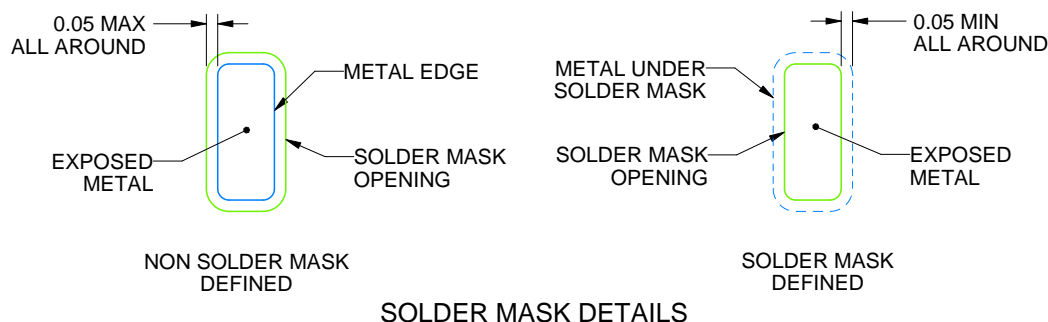 0.05 MAX
ALL AROUND
METAL EDGE
EXPOSED
METAL
SOLDER MASK
OPENING
NON SOLDER MASK
DEFINED
0.05 MIN
ALL AROUND
METAL UNDER
SOLDER MASK
SOLDER MASK
OPENING
EXPOSED
METAL
SOLDER MASK
DEFINED
SOLDER MASK DETAILS